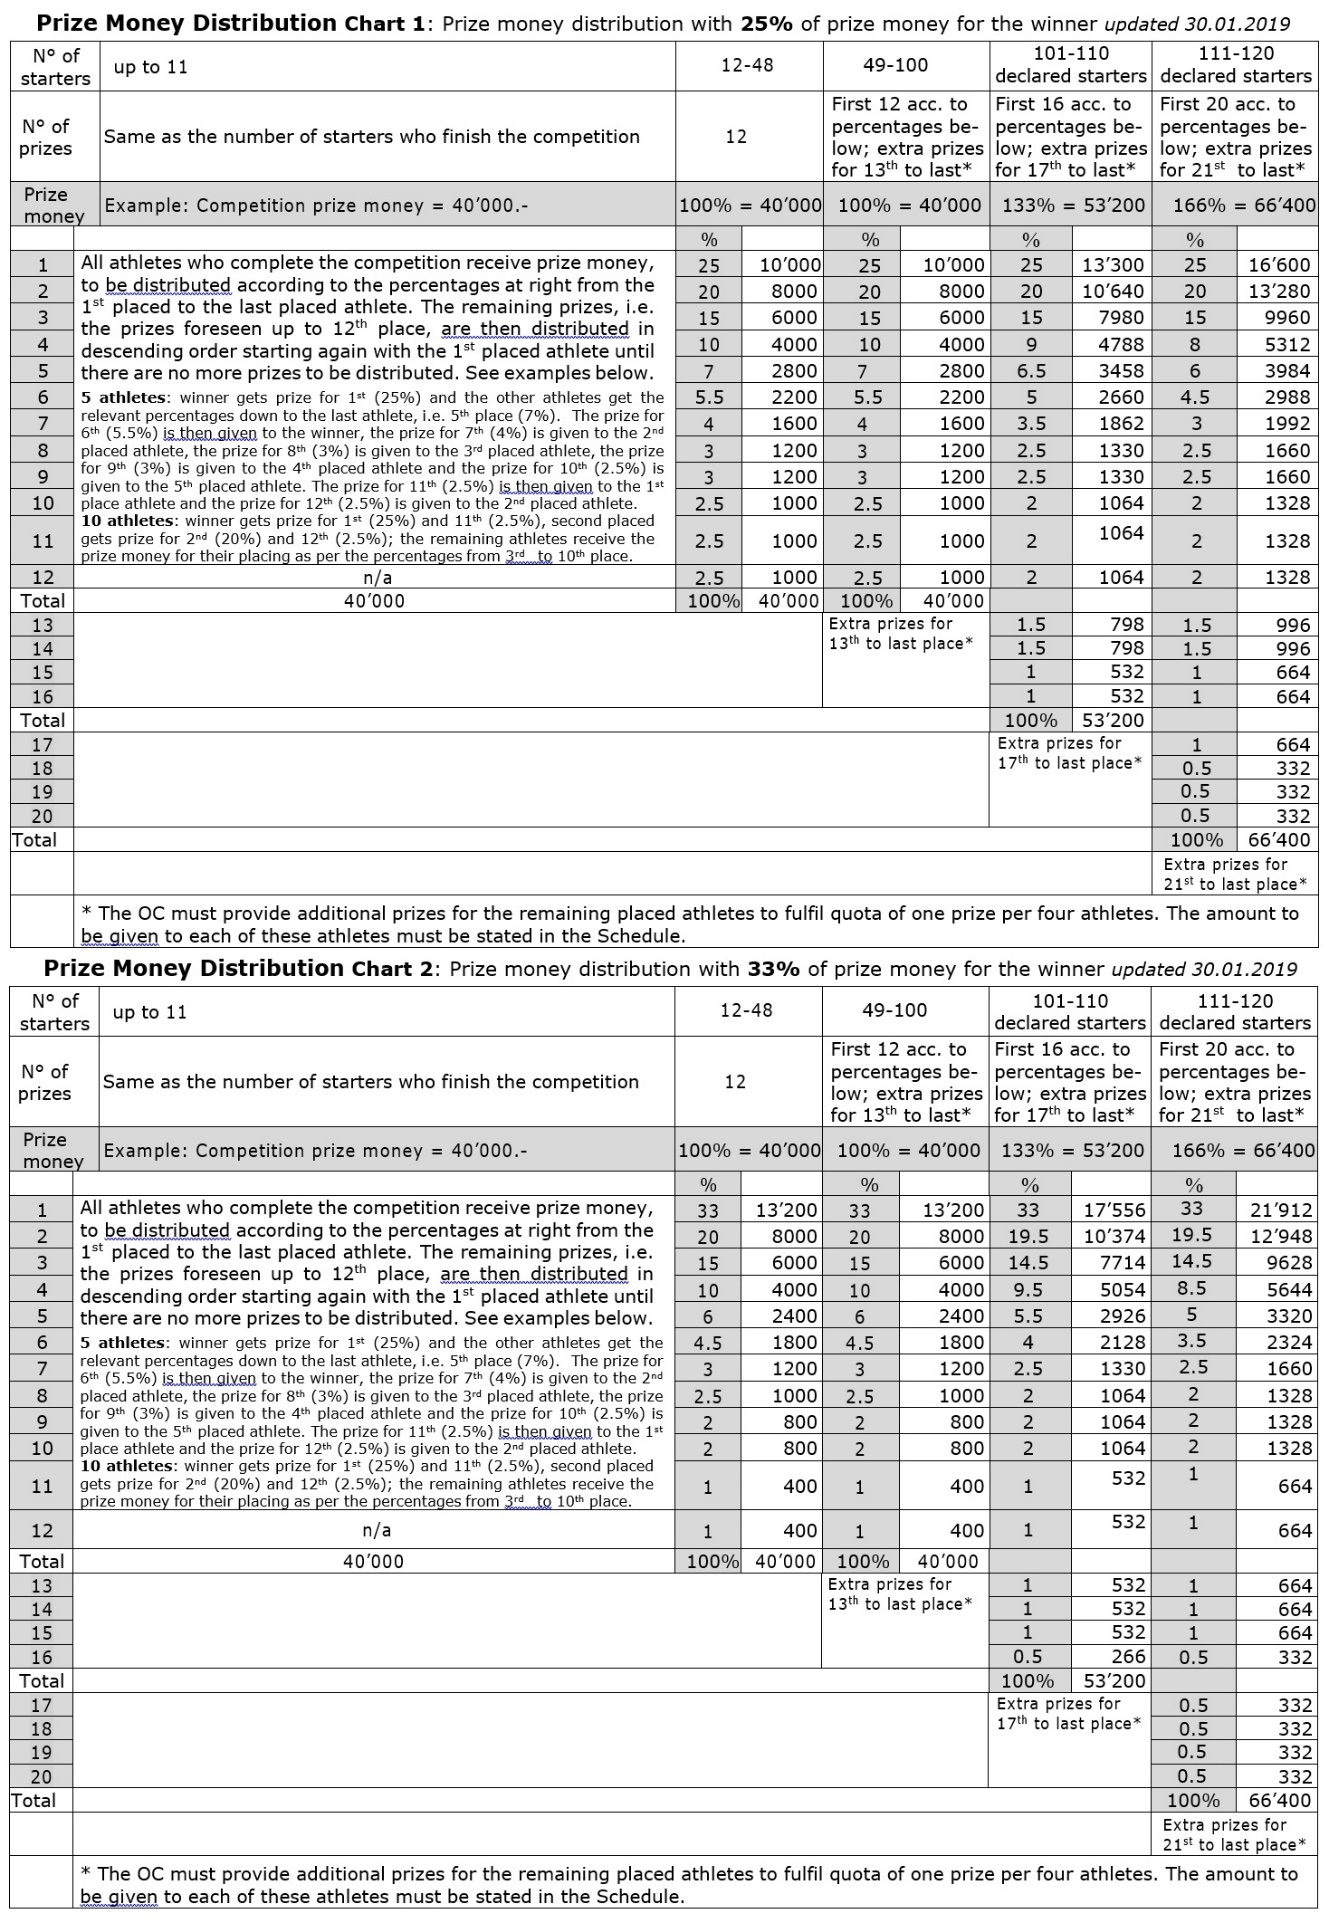 Prize Money Distribution Chart 1: Prize money distribution with 25% of prize money for the winner updated 30.01.2019
N° of starters | up to 11 | 12-48 | 49-100 | 101-110 declared starters | 111-120 declared starters
N° of prizes | Same as the number of starters who finish the competition | 12 | First 12 acc. to percentages be-low; extra prizes for 13th to last* | First 16 acc. to percentages be-low; extra prizes for 17th to last* | First 20 acc. to percentages be-low; extra prizes for 21st to last*
Prize money | Example: Competition prize money = 40’000.- | 100% = 40’000 | 100% = 40’000 | 133% = 53’200 | 166% = 66’400
% | % | % | %
All athletes who complete the competition receive prize money,
to be distributed according to the percentages at right from the
1st placed to the last placed athlete. The remaining prizes, i.e.
the prizes foreseen up to 12th place, are then distributed in
descending order starting again with the 1st placed athlete until
there are no more prizes to be distributed. See examples below.
5 athletes: winner gets prize for 1st (25%) and the other athletes get the
relevant percentages down to the last athlete, i.e. 5th place (7%). The prize for
6th (5.5%) is then given to the winner, the prize for 7th (4%) is given to the 2nd
placed athlete, the prize for 8th (3%) is given to the 3rd placed athlete, the prize
for 9th (3%) is given to the 4th placed athlete and the prize for 10th (2.5%) is
given to the 5th placed athlete. The prize for 11th (2.5%) is then given to the 1st
place athlete and the prize for 12th (2.5%) is given to the 2nd placed athlete.
10 athletes: winner gets prize for 1st (25%) and 11th (2.5%), second placed
gets prize for 2nd (20%) and 12th (2.5%); the remaining athletes receive the
prize money for their placing as per the percentages from 3rd to 10th place.
1 | 25 | 10’000 | 25 | 10’000 | 25 | 13’300 | 25 | 16’600
2 | 20 | 8000 | 20 | 8000 | 20 | 10’640 | 20 | 13’280
3 | 15 | 6000 | 15 | 6000 | 15 | 7980 | 15 | 9960
4 | 10 | 4000 | 10 | 4000 | 9 | 4788 | 8 | 5312
5 | 7 | 2800 | 7 | 2800 | 6.5 | 3458 | 6 | 3984
6 | 5.5 | 2200 | 5.5 | 2200 | 5 | 2660 | 4.5 | 2988
7 | 4 | 1600 | 4 | 1600 | 3.5 | 1862 | 3 | 1992
8 | 3 | 1200 | 3 | 1200 | 2.5 | 1330 | 2.5 | 1660
9 | 3 | 1200 | 3 | 1200 | 2.5 | 1330 | 2.5 | 1660
10 | 2.5 | 1000 | 2.5 | 1000 | 2 | 1064 | 2 | 1328
11 | 2.5 | 1000 | 2.5 | 1000 | 2 | 1064 | 2 | 1328
12 | n/a | 2.5 | 1000 | 2.5 | 1000 | 2 | 1064 | 2 | 1328
Total | 40’000 | 100% | 40’000 | 100% | 40’000
Extra prizes for
13th to last place*
13 | 1.5 | 798 | 1.5 | 996
14 | 1.5 | 798 | 1.5 | 996
15 | 1 | 532 | 1 | 664
16 | 1 | 532 | 1 | 664
Total | 100% | 53’200
Extra prizes for
17th to last place*
17 | 1 | 664
18 | 0.5 | 332
19 | 0.5 | 332
20 | 0.5 | 332
Total | 100% | 66’400
Extra prizes for
21st to last place*
* The OC must provide additional prizes for the remaining placed athletes to fulfil quota of one prize per four athletes. The amount to
be given to each of these athletes must be stated in the Schedule.
Prize Money Distribution Chart 2: Prize money distribution with 33% of prize money for the winner updated 30.01.2019
N° of starters | up to 11 | 12-48 | 49-100 | 101-110 declared starters | 111-120 declared starters
N° of prizes | Same as the number of starters who finish the competition | 12 | First 12 acc. to percentages be-low; extra prizes for 13th to last* | First 16 acc. to percentages be-low; extra prizes for 17th to last* | First 20 acc. to percentages be-low; extra prizes for 21st to last*
Prize money | Example: Competition prize money = 40’000.- | 100% = 40’000 | 100% = 40’000 | 133% = 53’200 | 166% = 66’400
% | % | % | %
All athletes who complete the competition receive prize money,
to be distributed according to the percentages at right from the
1st placed to the last placed athlete. The remaining prizes, i.e.
the prizes foreseen up to 12th place, are then distributed in
descending order starting again with the 1st placed athlete until
there are no more prizes to be distributed. See examples below.
5 athletes: winner gets prize for 1st (25%) and the other athletes get the
relevant percentages down to the last athlete, i.e. 5th place (7%). The prize for
6th (5.5%) is then given to the winner, the prize for 7th (4%) is given to the 2nd
placed athlete, the prize for 8th (3%) is given to the 3rd placed athlete, the prize
for 9th (3%) is given to the 4th placed athlete and the prize for 10th (2.5%) is
given to the 5th placed athlete. The prize for 11th (2.5%) is then given to the 1st
place athlete and the prize for 12th (2.5%) is given to the 2nd placed athlete.
10 athletes: winner gets prize for 1st (25%) and 11th (2.5%), second placed
gets prize for 2nd (20%) and 12th (2.5%); the remaining athletes receive the
prize money for their placing as per the percentages from 3rd to 10th place.
1 | 33 | 13’200 | 33 | 13’200 | 33 | 17’556 | 33 | 21’912
2 | 20 | 8000 | 20 | 8000 | 19.5 | 10’374 | 19.5 | 12’948
3 | 15 | 6000 | 15 | 6000 | 14.5 | 7714 | 14.5 | 9628
4 | 10 | 4000 | 10 | 4000 | 9.5 | 5054 | 8.5 | 5644
5 | 6 | 2400 | 6 | 2400 | 5.5 | 2926 | 5 | 3320
6 | 4.5 | 1800 | 4.5 | 1800 | 4 | 2128 | 3.5 | 2324
7 | 3 | 1200 | 3 | 1200 | 2.5 | 1330 | 2.5 | 1660
8 | 2.5 | 1000 | 2.5 | 1000 | 2 | 1064 | 2 | 1328
9 | 2 | 800 | 2 | 800 | 2 | 1064 | 2 | 1328
10 | 2 | 800 | 2 | 800 | 2 | 1064 | 2 | 1328
11 | 1 | 400 | 1 | 400 | 1 | 532 | 1 | 664
12 | n/a | 1 | 400 | 1 | 400 | 1 | 532 | 1 | 664
Total | 40’000 | 100% | 40’000 | 100% | 40’000
Extra prizes for
13th to last place*
13 | 1 | 532 | 1 | 664
14 | 1 | 532 | 1 | 664
15 | 1 | 532 | 1 | 664
16 | 0.5 | 266 | 0.5 | 332
Total | 100% | 53’200
Extra prizes for
17th to last place*
17 | 0.5 | 332
18 | 0.5 | 332
19 | 0.5 | 332
20 | 0.5 | 332
Total | 100% | 66’400
Extra prizes for
21st to last place*
* The OC must provide additional prizes for the remaining placed athletes to fulfil quota of one prize per four athletes. The amount to
be given to each of these athletes must be stated in the Schedule.